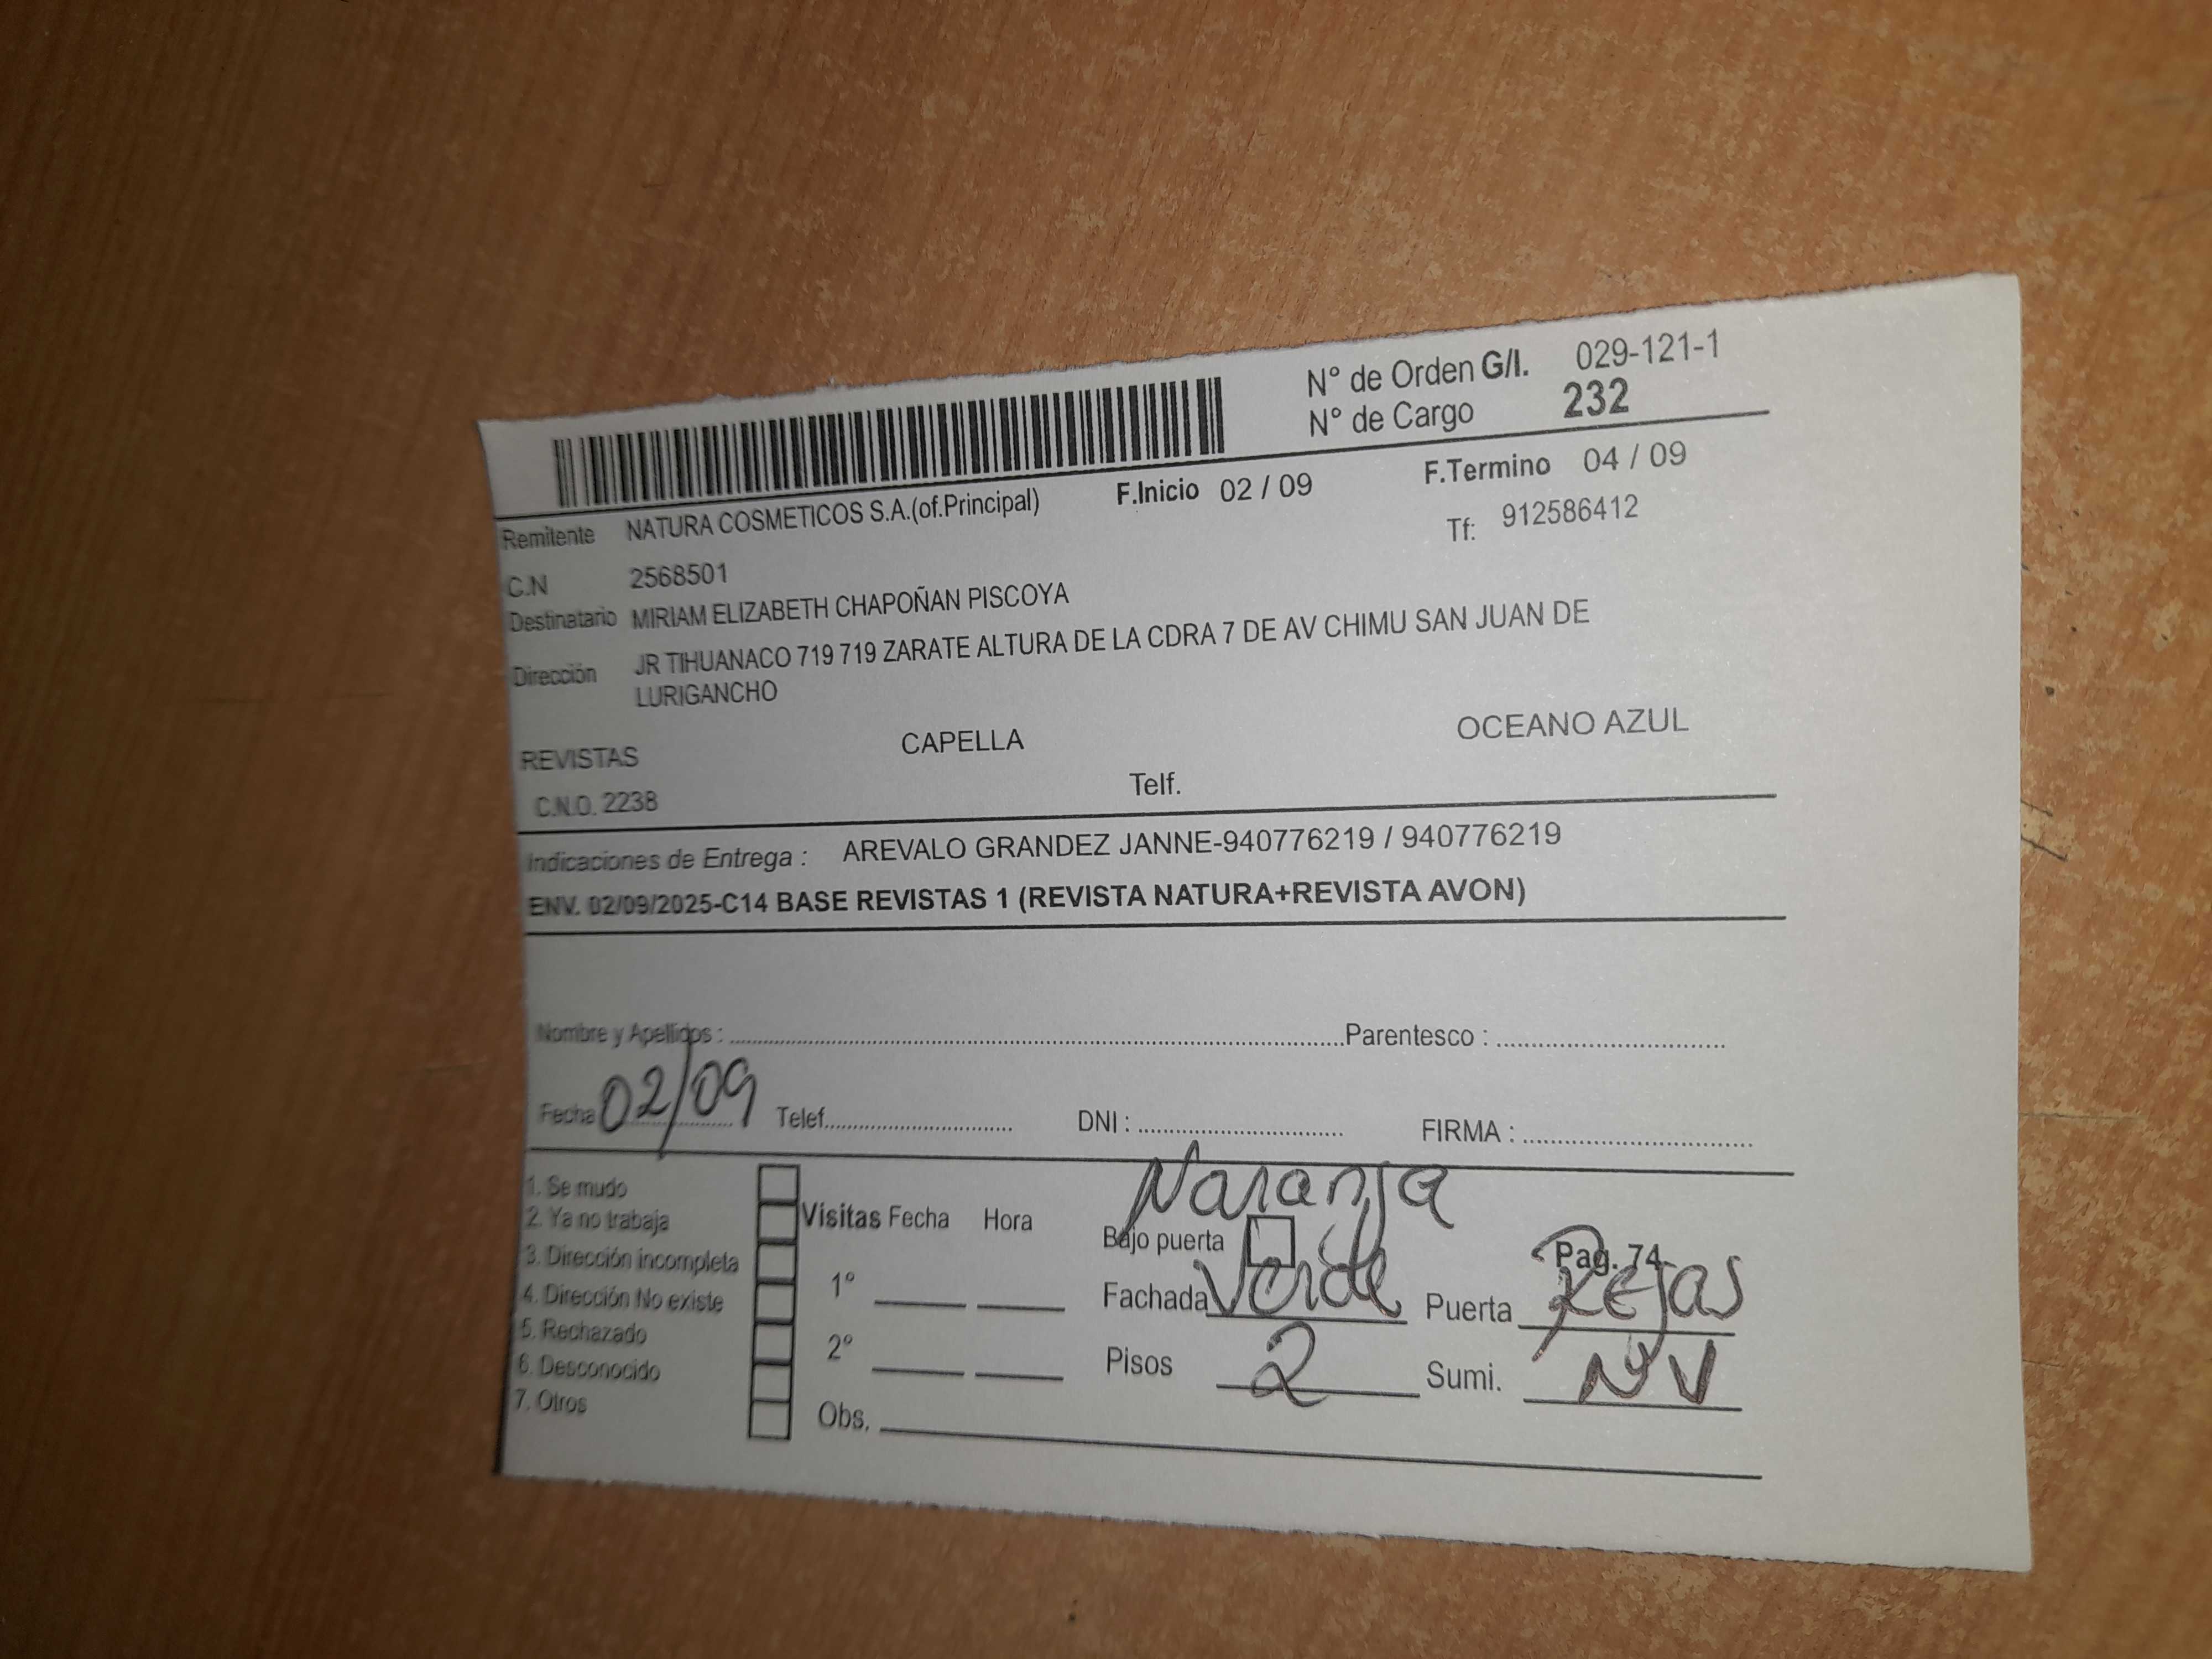 N° de Orden G/I. 029-121-1
N° de Cargo 232
Remitente NATURA COSMETICOS S.A.(of.Principal) F.Inicio 02 / 09 F.Termino 04 / 09
C.N 2568501 Tf: 912586412
Destinatario MIRIAM ELIZABETH CHAPOÑAN PISCOYA
Dirección JR TIHUANACO 719 719 ZARATE ALTURA DE LA CDRA 7 DE AV CHIMU SAN JUAN DE
LURIGANCHO
REVISTAS CAPELLA OCEANO AZUL
C.N.O. 2238 Telf.
Indicaciones de Entrega : AREVALO GRANDEZ JANNE-940776219 / 940776219
ENV. 02/09/2025-C14 BASE REVISTAS 1 (REVISTA NATURA+REVISTA AVON)
Nombre y Apellidos : Parentesco :
Fecha 02/09 Telef. DNI : FIRMA :
Naranja
1. Se mudo
2. Ya no trabaja Visitas Fecha Hora Bajo puerta Pag. 74
3. Dirección incompleta
4. Dirección No existe 1° Fachada Verde Puerta Rejas
5. Rechazado
6. Desconocido 2° Pisos 2 Sumi. NV
7. Otros Obs.